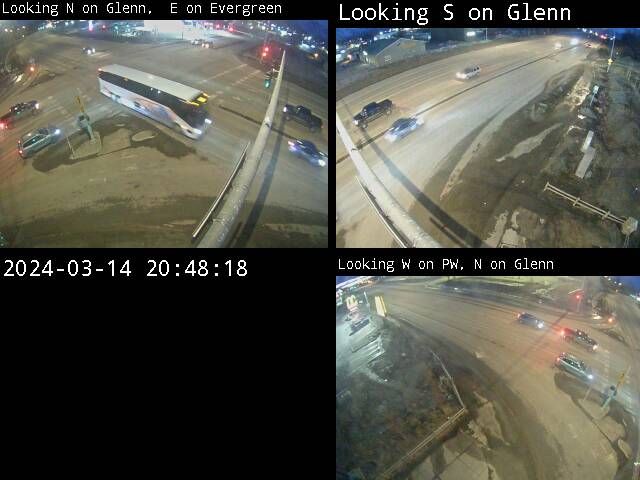 Looking N on Glenn, E on Evergreen
Looking S on Glenn
2024-03-14 20:48:18
Looking W on PW, N on Glenn